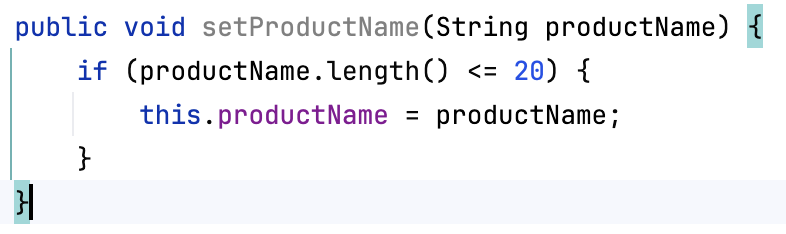 public void setProductName(String productName) {
    if (productName.length() <= 20) {
        this.productName = productName;
    }
}